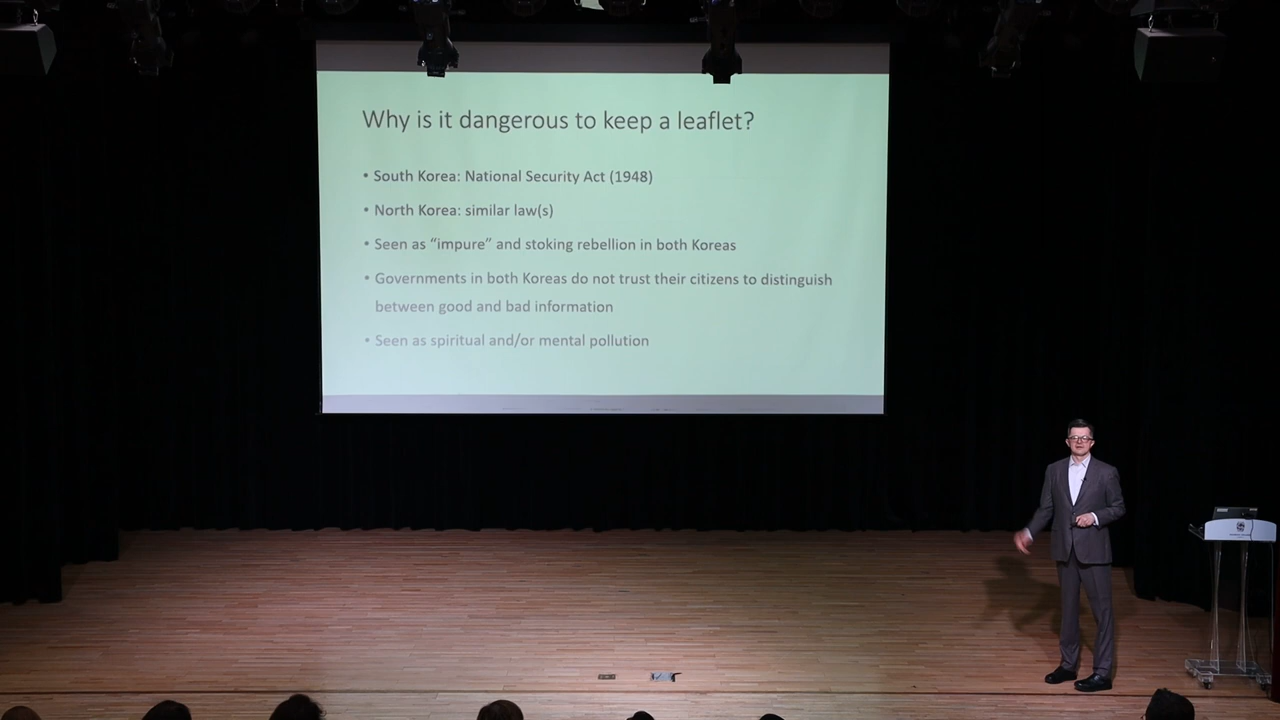 Why is it dangerous to keep a leaflet?
• South Korea: National Security Act (1948)
• North Korea: similar law(s)
• Seen as “impure” and stoking rebellion in both Koreas
• Governments in both Koreas do not trust their citizens to distinguish
between good and bad information
• Seen as spiritual and/or mental pollution